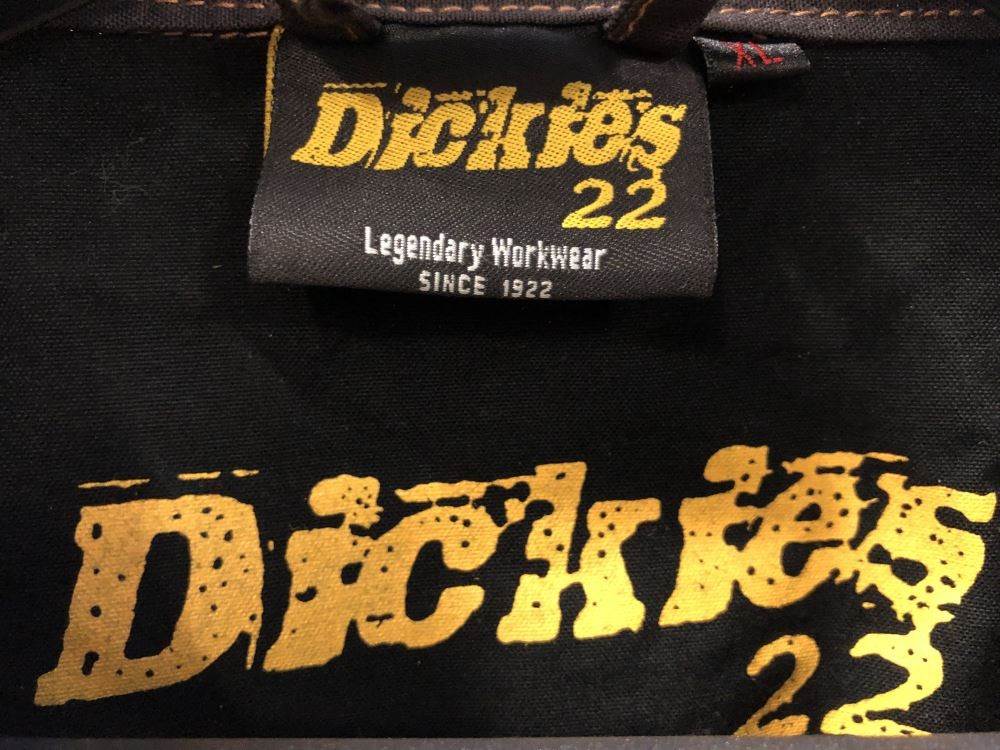 Dickies
22
Legendary Workwear
SINCE 1922
XL
Dickies
22